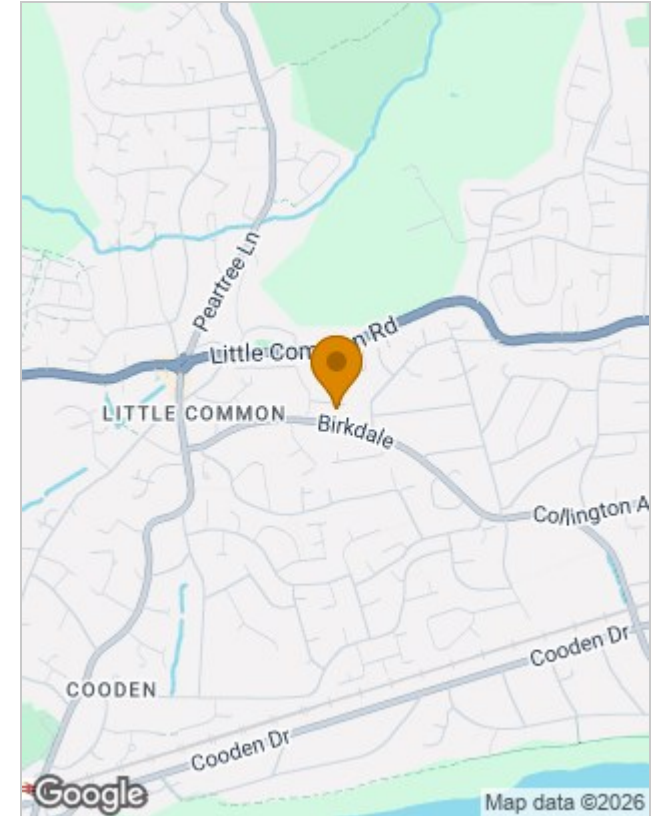 Peartree Ln
Little Com n Rd
LITTLE COMMON
Birkdale
Collington A
Cooden Dr
COODEN
Cooden Dr
Google
Map data ©2026